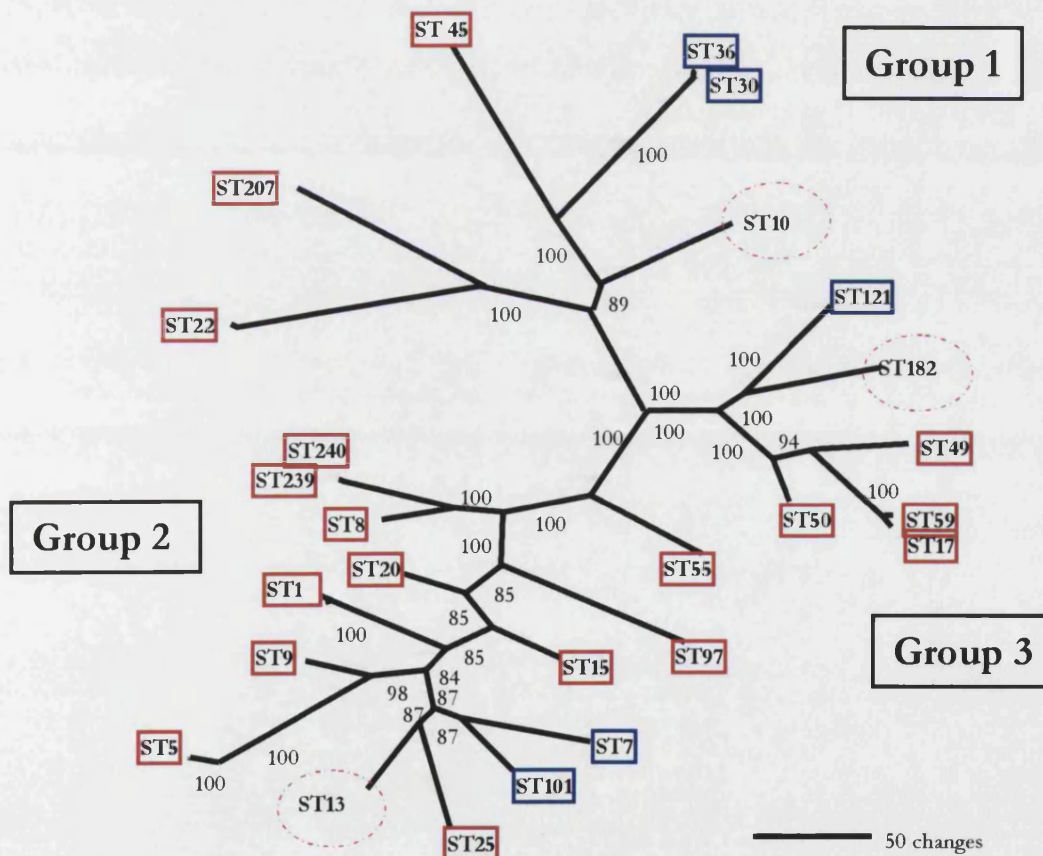 ST 45
ST36
ST30
Group 1
100
ST207
ST10
100
ST22
100
89
ST121
100
ST182
100
100
100
100
94
100
ST49
ST240
ST239
100
100
100
ST59
ST8
100
ST50
ST17
Group 2
100
ST20
ST55
ST1
85
85
100
85
ST15
ST97
Group 3
ST9
84
98
87
87
87
ST7
ST5
100
100
ST101
ST13
ST25
50 changes